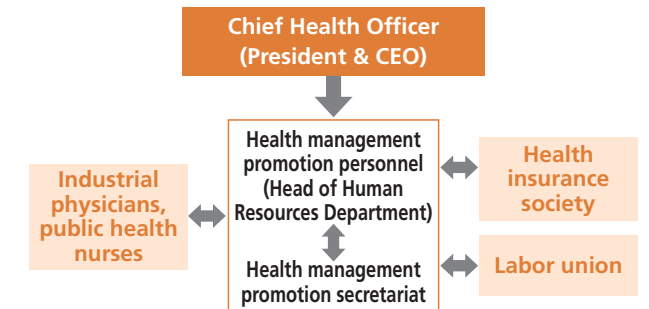 Chief Health Officer
(President & CEO)
Health management
promotion personnel
(Head of Human
Resources Department)
Health management
promotion secretariat
Industrial
physicians,
public health
nurses
Health
insurance
society
Labor union